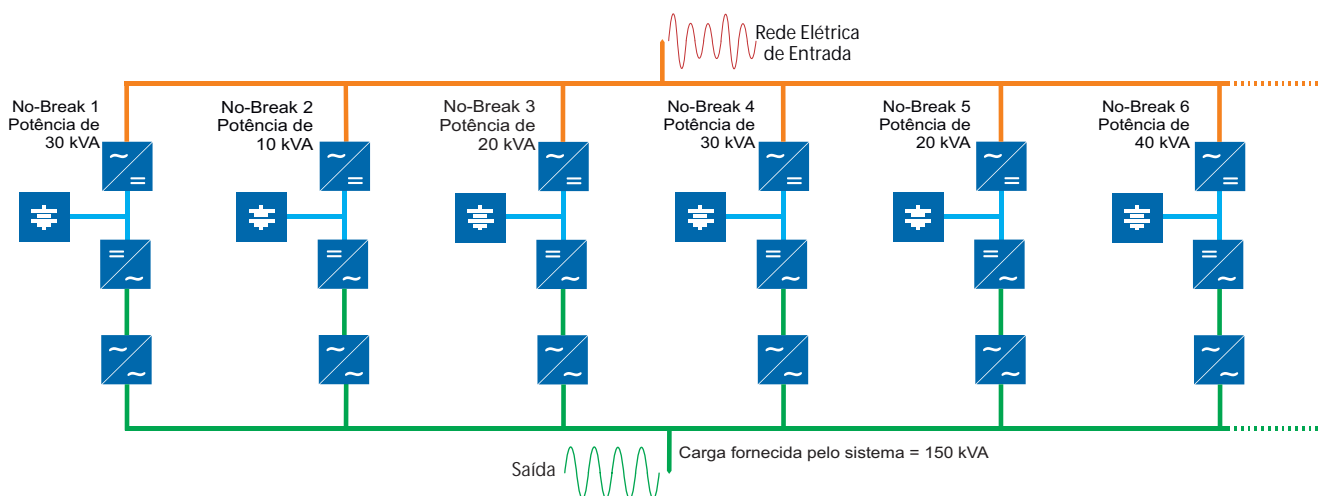 Rede Elétrica
de Entrada
No-Break 1
Potência de
30 kVA
No-Break 2
Potência de
10 kVA
No-Break 3
Potência de
20 kVA
No-Break 4
Potência de
30 kVA
No-Break 5
Potência de
20 kVA
No-Break 6
Potência de
40 kVA
Carga fornecida pelo sistema = 150 kVA
Saída